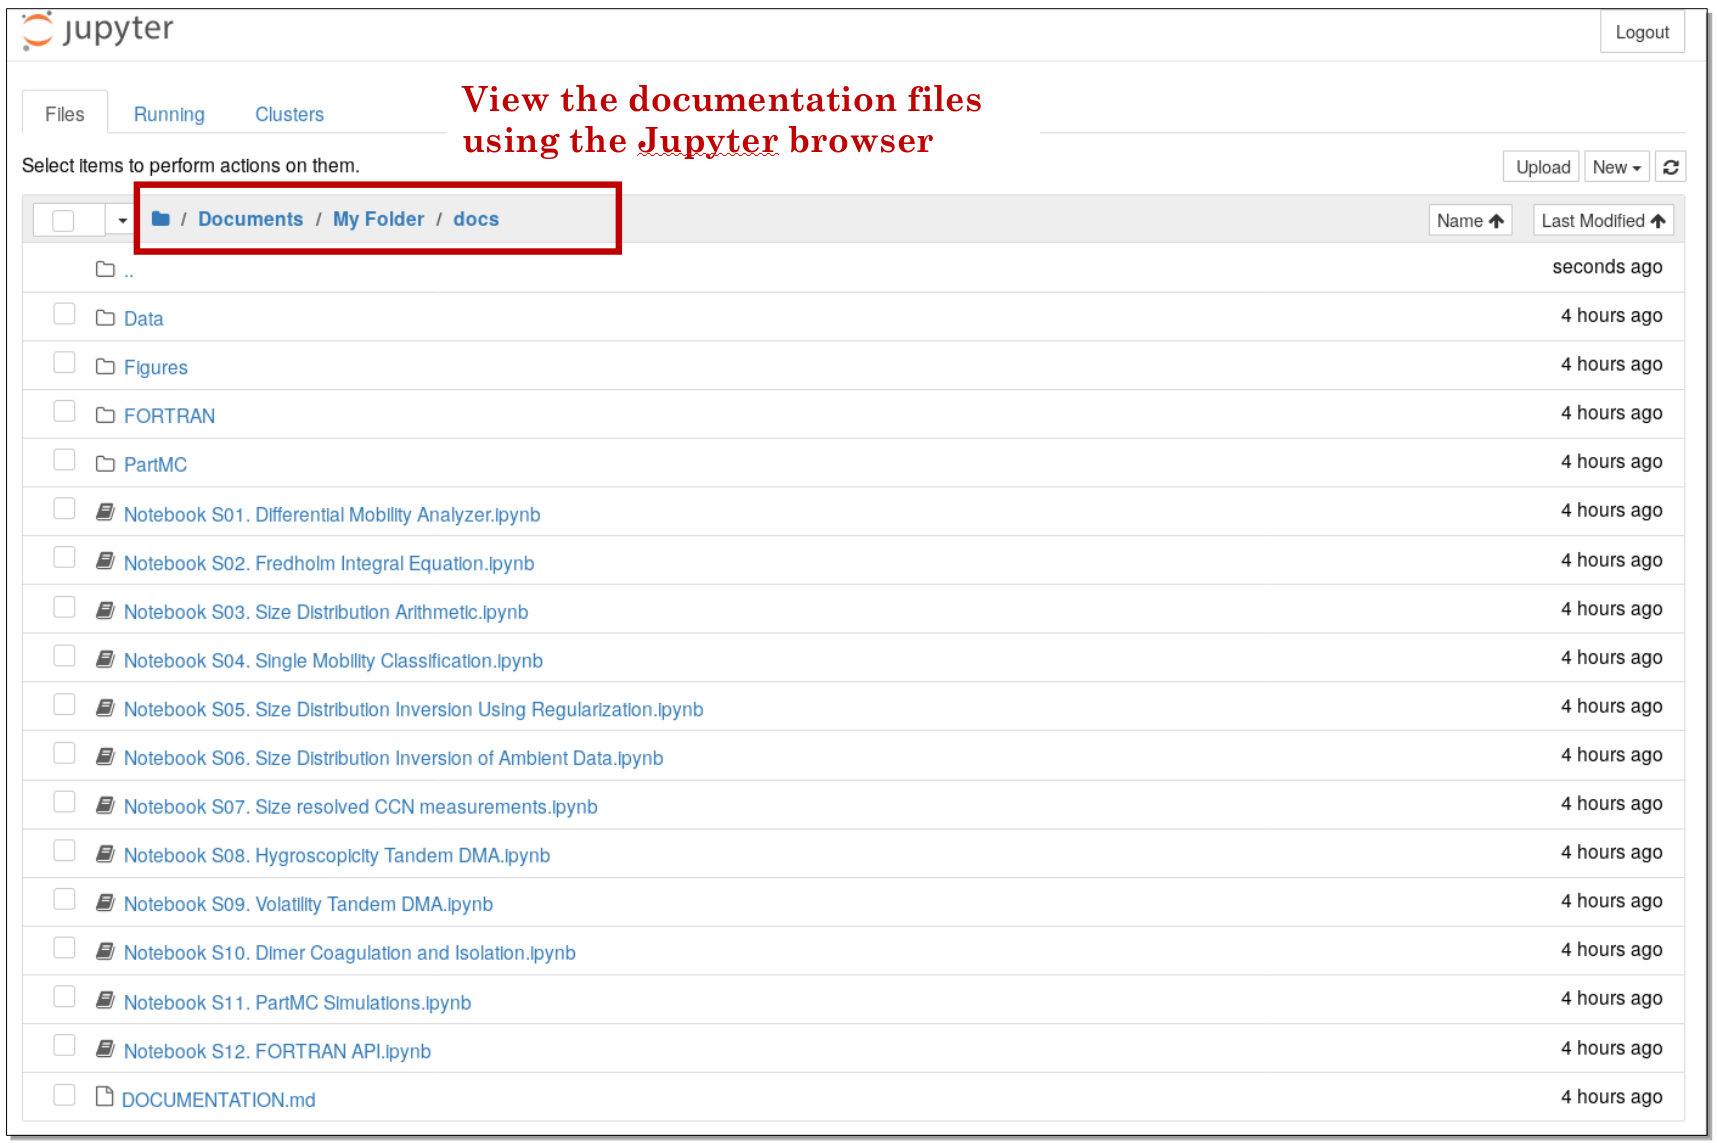 jupyter
Logout
Files Running Clusters
View the documentation files
using the Jupyter browser
Select items to perform actions on them.
Upload New
/ Documents / My Folder / docs
Name Last Modified
.. seconds ago
Data 4 hours ago
Figures 4 hours ago
FORTRAN 4 hours ago
PartMC 4 hours ago
Notebook S01. Differential Mobility Analyzer.ipynb 4 hours ago
Notebook S02. Fredholm Integral Equation.ipynb 4 hours ago
Notebook S03. Size Distribution Arithmetic.ipynb 4 hours ago
Notebook S04. Single Mobility Classification.ipynb 4 hours ago
Notebook S05. Size Distribution Inversion Using Regularization.ipynb 4 hours ago
Notebook S06. Size Distribution Inversion of Ambient Data.ipynb 4 hours ago
Notebook S07. Size resolved CCN measurements.ipynb 4 hours ago
Notebook S08. Hygroscopicity Tandem DMA.ipynb 4 hours ago
Notebook S09. Volatility Tandem DMA.ipynb 4 hours ago
Notebook S10. Dimer Coagulation and Isolation.ipynb 4 hours ago
Notebook S11. PartMC Simulations.ipynb 4 hours ago
Notebook S12. FORTRAN API.ipynb 4 hours ago
DOCUMENTATION.md 4 hours ago